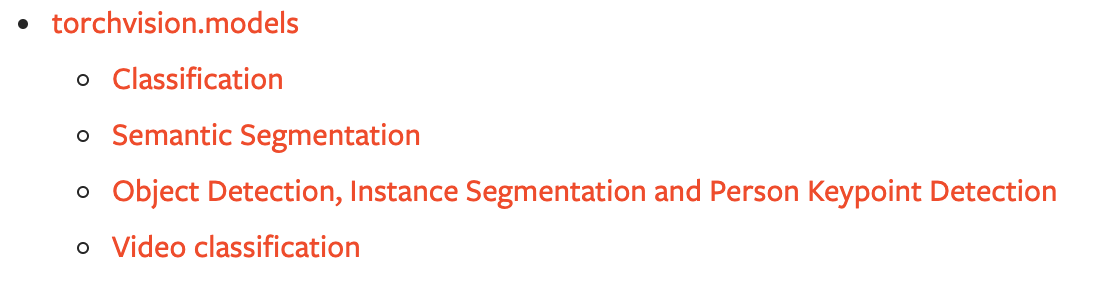 torchvision.models
Classification
Semantic Segmentation
Object Detection, Instance Segmentation and Person Keypoint Detection
Video classification